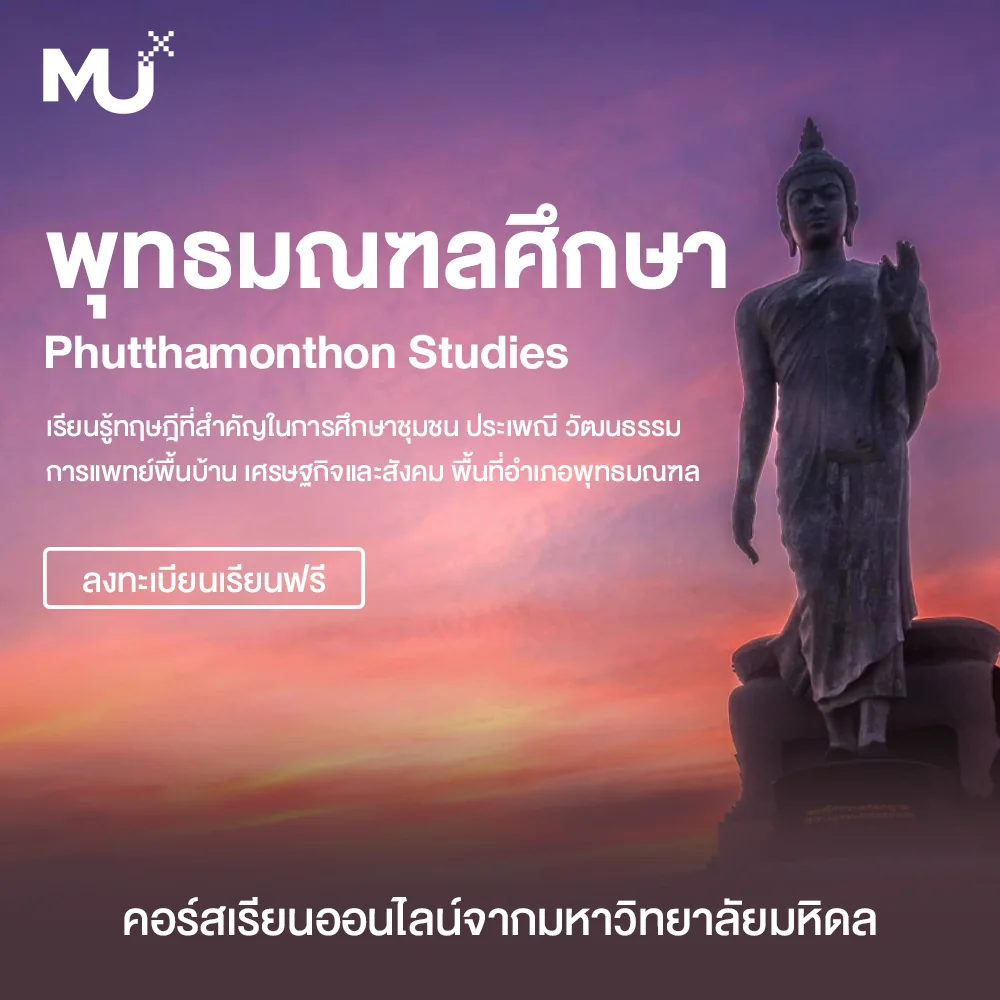 MUx
พุทธมณฑลศึกษา
Phutthamonthon Studies
เรียนรู้ทฤษฎีที่สำคัญในการศึกษาชุมชน ประเพณี วัฒนธรรม
การแพทย์พื้นบ้าน เศรษฐกิจและสังคม พื้นที่อำเภอพุทธมณฑล
ลงทะเบียนเรียนฟรี
คอร์สเรียนออนไลน์จากมหาวิทยาลัยมหิดล